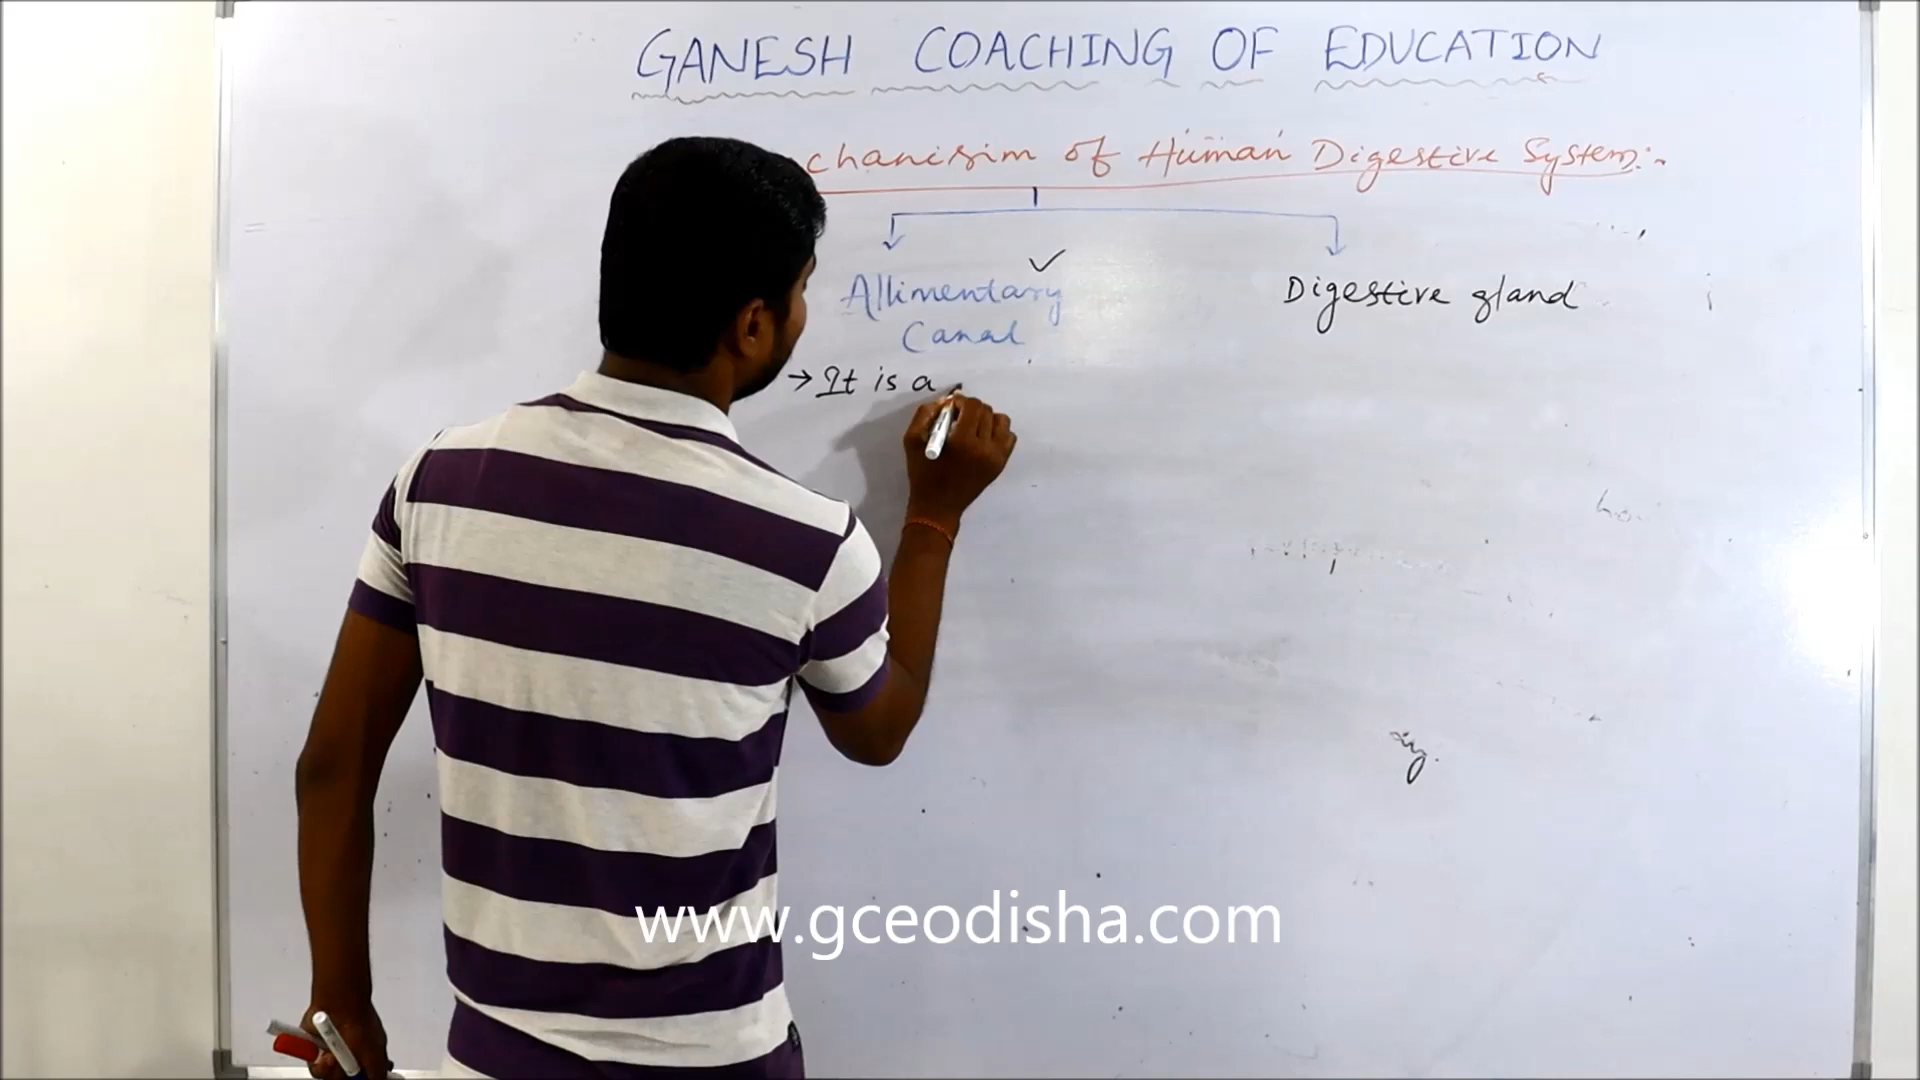 GANESH COACHING OF EDUCATION
chanisim of Human Digestive System:-
Allimentary Digestive gland
Canal
→ It is a
www.gceodisha.com